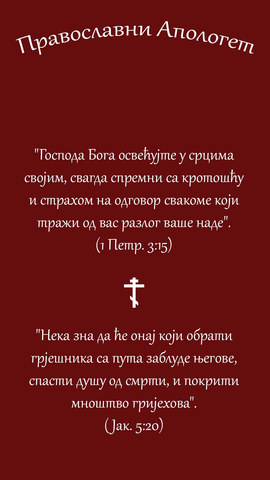 Православни Апологет
"Господа Бога освећујте у срцима
својим, свагда спремни са кротошћу
и страхом на одговор свакоме који
тражи од вас разлог ваше наде".
(1 Петр. 3:15)
"Нека зна да ће онај који обрати
грјешника са пута заблуде његове,
спасти душу од смрти, и покрити
мноштво гријехова".
(Јак. 5:20)